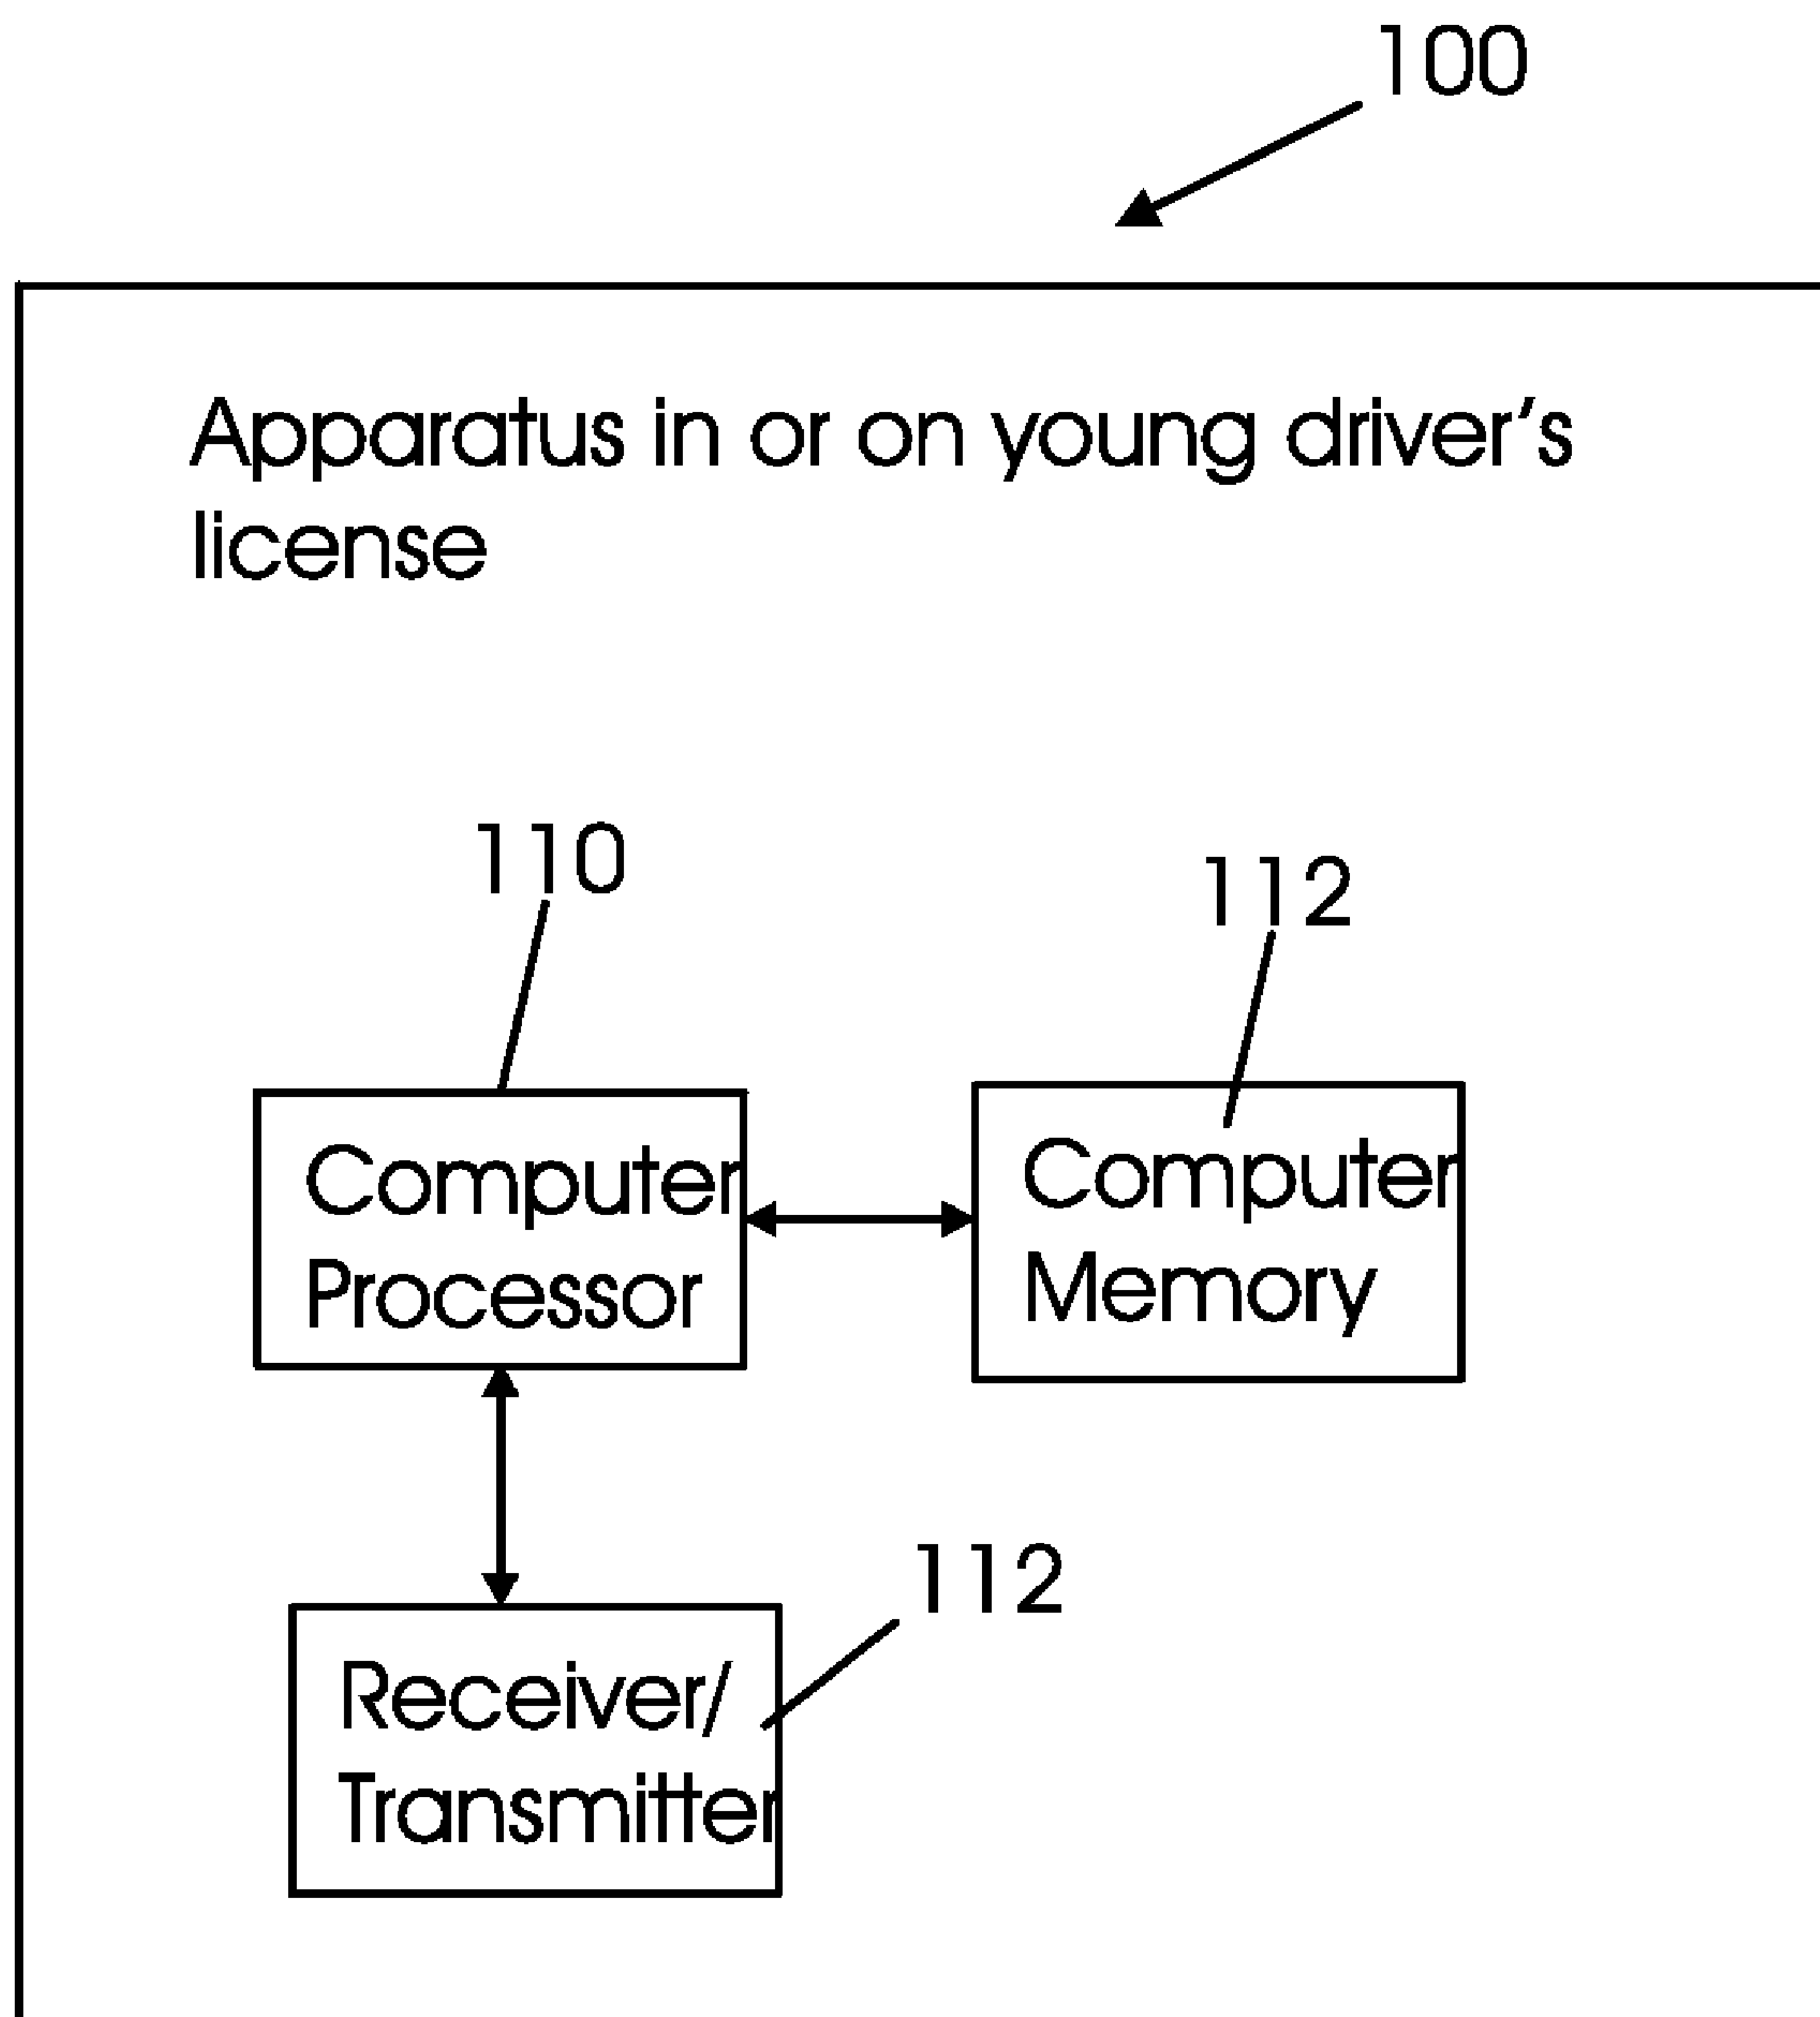 100
Apparatus in or on young driver's
license
110
112
Computer
Processor
Computer
Memory
112
Receiver/
Transmitter